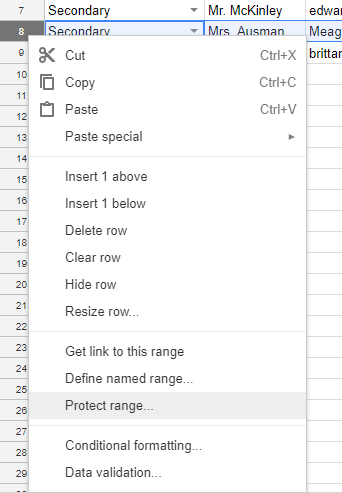 7 Secondary Mr. McKinley edwar
8 Secondary Mrs. Ausman Meag
9 brittar
10
11
12
13
14
15
16
17
18
19
20
21
22
23
24
25
26
27
28
29
Cut Ctrl+X
Copy Ctrl+C
Paste Ctrl+V
Paste special
Insert 1 above
Insert 1 below
Delete row
Clear row
Hide row
Resize row...
Get link to this range
Define named range...
Protect range...
Conditional formatting...
Data validation...